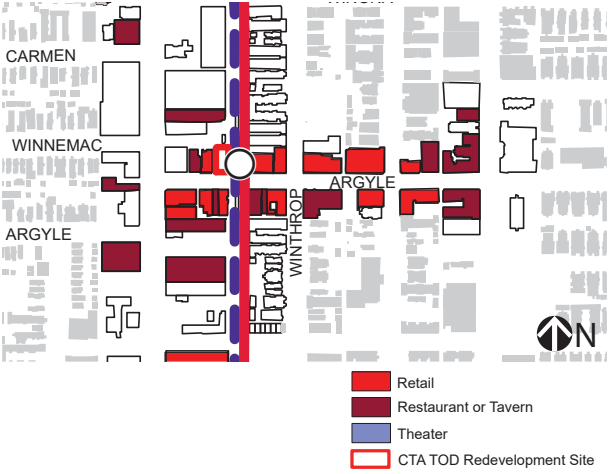 CARMEN
WINNEMAC
ARGYLE
ARGYLE
WINTHROP
N
Retail
Restaurant or Tavern
Theater
CTA TOD Redevelopment Site